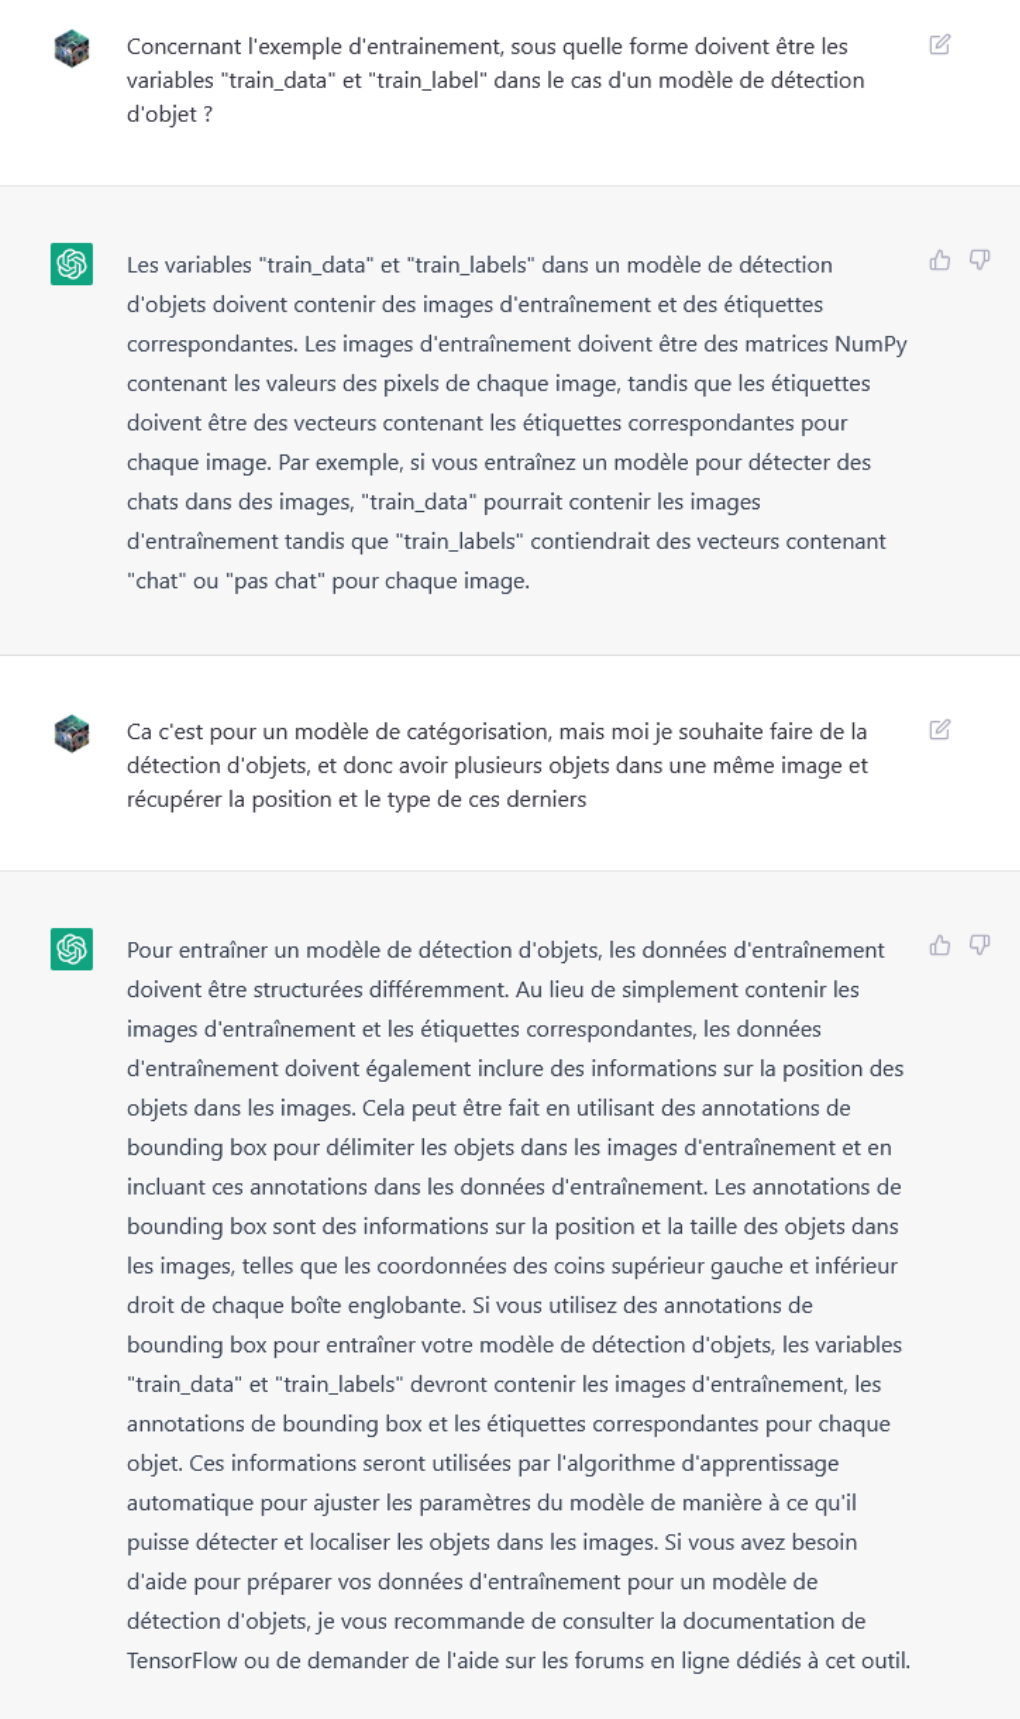 Concernant l'exemple d'entrainement, sous quelle forme doivent être les
variables "train_data" et "train_label" dans le cas d'un modèle de détection
d'objet ?
Les variables "train_data" et "train_labels" dans un modèle de détection
d'objets doivent contenir des images d'entraînement et des étiquettes
correspondantes. Les images d'entraînement doivent être des matrices NumPy
contenant les valeurs des pixels de chaque image, tandis que les étiquettes
doivent être des vecteurs contenant les étiquettes correspondantes pour
chaque image. Par exemple, si vous entraînez un modèle pour détecter des
chats dans des images, "train_data" pourrait contenir les images
d'entraînement tandis que "train_labels" contiendrait des vecteurs contenant
"chat" ou "pas chat" pour chaque image.
Ca c'est pour un modèle de catégorisation, mais moi je souhaite faire de la
détection d'objets, et donc avoir plusieurs objets dans une même image et
récupérer la position et le type de ces derniers
Pour entraîner un modèle de détection d'objets, les données d'entraînement
doivent être structurées différemment. Au lieu de simplement contenir les
images d'entraînement et les étiquettes correspondantes, les données
d'entraînement doivent également inclure des informations sur la position des
objets dans les images. Cela peut être fait en utilisant des annotations de
bounding box pour délimiter les objets dans les images d'entraînement et en
incluant ces annotations dans les données d'entraînement. Les annotations de
bounding box sont des informations sur la position et la taille des objets dans
les images, telles que les coordonnées des coins supérieur gauche et inférieur
droit de chaque boîte englobante. Si vous utilisez des annotations de
bounding box pour entraîner votre modèle de détection d'objets, les variables
"train_data" et "train_labels" devront contenir les images d'entraînement, les
annotations de bounding box et les étiquettes correspondantes pour chaque
objet. Ces informations seront utilisées par l'algorithme d'apprentissage
automatique pour ajuster les paramètres du modèle de manière à ce qu'il
puisse détecter et localiser les objets dans les images. Si vous avez besoin
d'aide pour préparer vos données d'entraînement pour un modèle de
détection d'objets, je vous recommande de consulter la documentation de
TensorFlow ou de demander de l'aide sur les forums en ligne dédiés à cet outil.